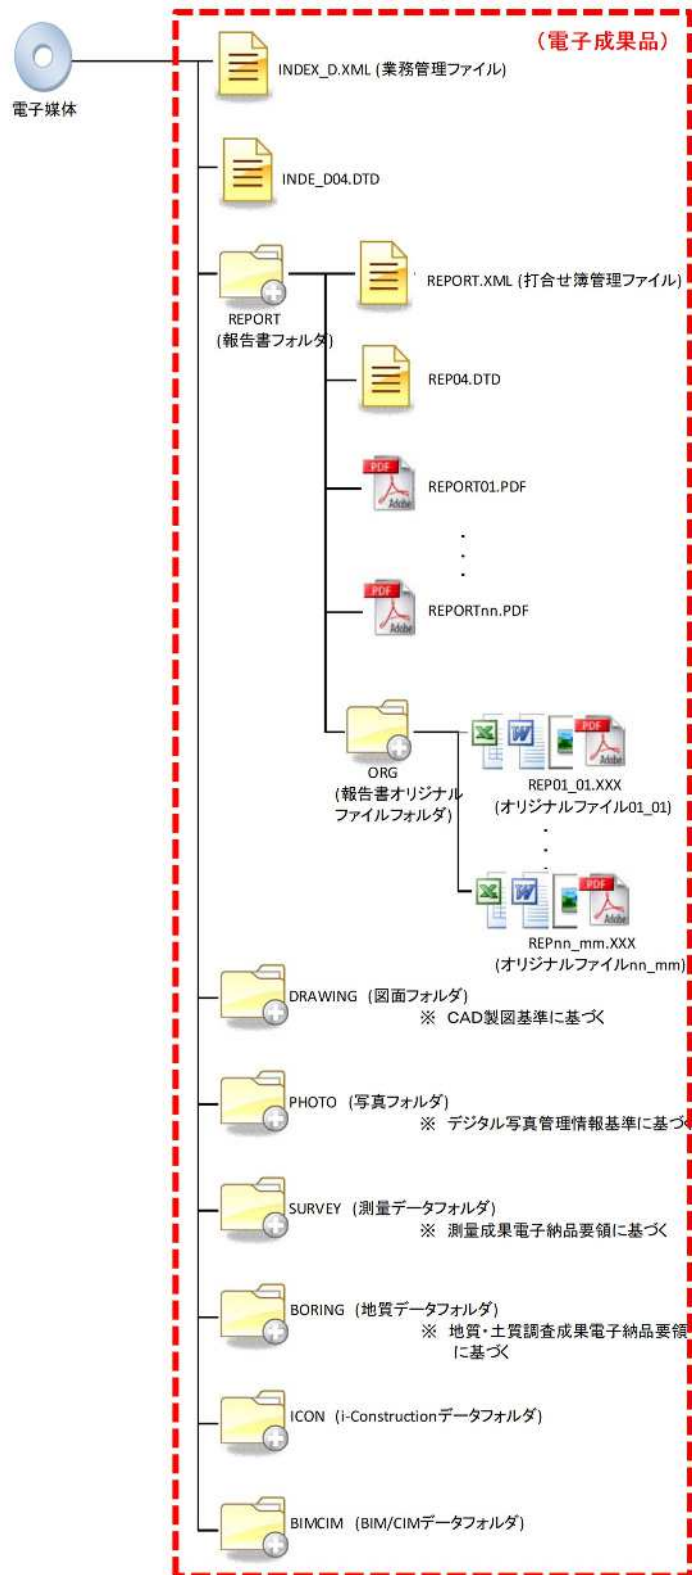 (電子成果品)
電子媒体
INDEX_D.XML (業務管理ファイル)
INDE_D04.DTD
REPORT
(報告書フォルダ)
REPORT.XML (打合せ簿管理ファイル)
REP04.DTD
PDF
Adobe
REPORT01.PDF
PDF
Adobe
REPORTnn.PDF
ORG
(報告書オリジナル
ファイルフォルダ)
PDF
Adobe
REP01_01.XXX
(オリジナルファイル01_01)
PDF
Adobe
REPnn_mm.XXX
(オリジナルファイルnn_mm)
DRAWING (図面フォルダ)
※ CAD製図基準に基づく
PHOTO (写真フォルダ)
※ デジタル写真管理情報基準に基づく
SURVEY (測量データフォルダ)
※ 測量成果電子納品要領に基づく
BORING (地質データフォルダ)
※ 地質・土質調査成果電子納品要領
に基づく
ICON (i-Constructionデータフォルダ)
BIMCIM (BIM/CIMデータフォルダ)